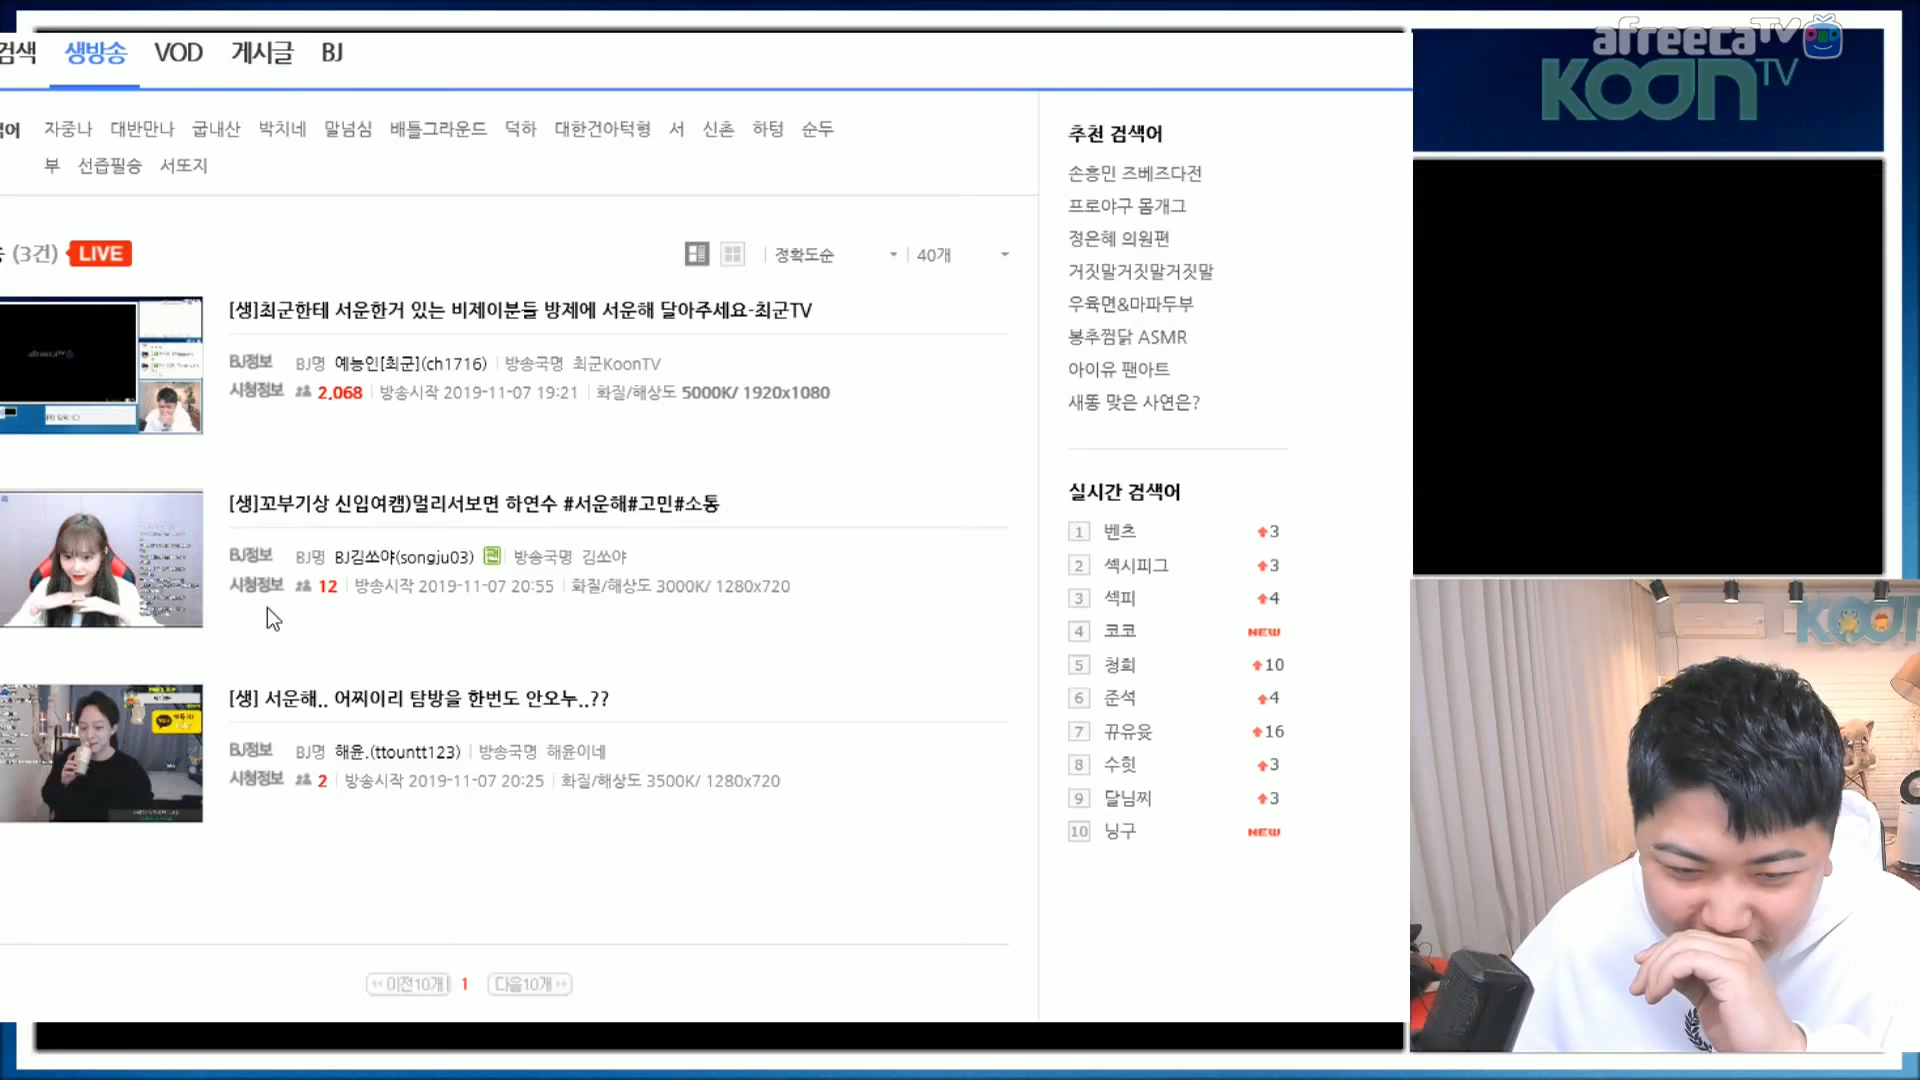 afreecaTV
KOONTV
검색 생방송 VOD 게시글 BJ
자중나 대반만나 굽내산 박치네 말넘심 배틀그라운드 덕하 대한건아턱형 서 신촌 하텅 순두
부 선즙필승 서또지
(3건) LIVE
정확도순 40개
[생]최군한테 서운한거 있는 비제이분들 방제에 서운해 달아주세요-최군TV
BJ정보 BJ명 예능인[최군](ch1716) 방송국명 최군KoonTV
시청정보 2,068 방송시작 2019-11-07 19:21 화질/해상도 5000K/ 1920x1080
[생]꼬부기상 신입여캠)멀리서보면 하연수 #서운해#고민#소통
BJ정보 BJ명 BJ김쏘야(songju03) 팬 방송국명 김쏘야
시청정보 12 방송시작 2019-11-07 20:55 화질/해상도 3000K/ 1280x720
[생] 서운해.. 어찌이리 탐방을 한번도 안오누..??
BJ정보 BJ명 해윤.(ttountt123) 방송국명 해윤이네
시청정보 2 방송시작 2019-11-07 20:25 화질/해상도 3500K/ 1280x720
이전10개 1 다음10개
추천 검색어
손흥민 즈베즈다전
프로야구 몸개그
정은혜 의원편
거짓말거짓말거짓말
우육면&마파두부
봉추찜닭 ASMR
아이유 팬아트
새똥 맞은 사연은?
실시간 검색어
1 벤츠 3
2 섹시피그 3
3 섹피 4
4 코코 NEW
5 청희 10
6 준석 4
7 뀨유윳 16
8 수힛 3
9 달님찌 3
10 닝구 NEW
KOON